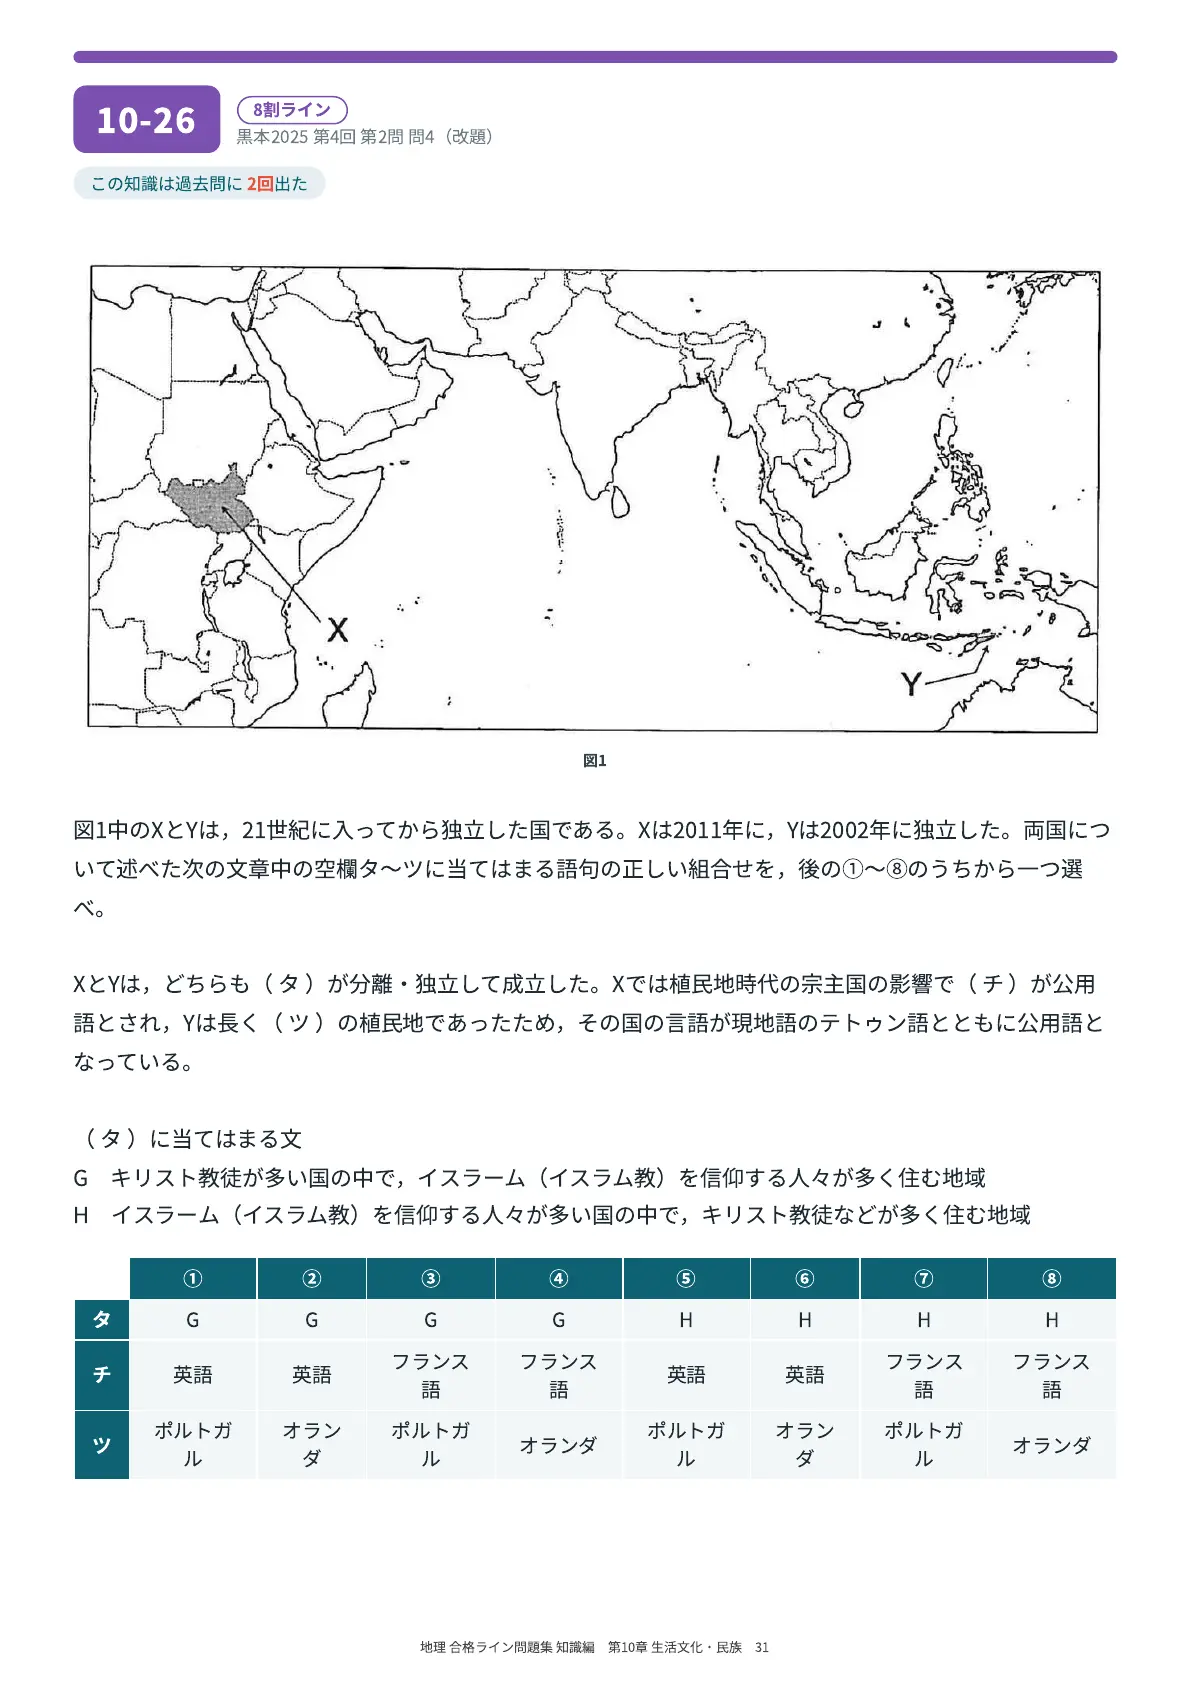 10-26
8割ライン
黒本2025 第4回 第2問 問4（改題）
この知識は過去問に 2回出た
X
Y
図1
図1中のXとYは，21世紀に入ってから独立した国である。Xは2011年に，Yは2002年に独立した。両国につ
いて述べた次の文章中の空欄タ～ツに当てはまる語句の正しい組合せを，後の①～⑧のうちから一つ選
べ。
XとYは，どちらも（ タ ）が分離・独立して成立した。Xでは植民地時代の宗主国の影響で（ チ ）が公用
語とされ，Yは長く（ ツ ）の植民地であったため，その国の言語が現地語のテトゥン語とともに公用語と
なっている。
（ タ ）に当てはまる文
G　キリスト教徒が多い国の中で，イスラーム（イスラム教）を信仰する人々が多く住む地域
H　イスラーム（イスラム教）を信仰する人々が多い国の中で，キリスト教徒などが多く住む地域
① ② ③ ④ ⑤ ⑥ ⑦ ⑧
タ G G G G H H H H
チ 英語 英語 フランス語 フランス語 英語 英語 フランス語 フランス語
ツ ポルトガル オランダ ポルトガル オランダ ポルトガル オランダ ポルトガル オランダ
地理 合格ライン問題集 知識編　第10章 生活文化・民族　31